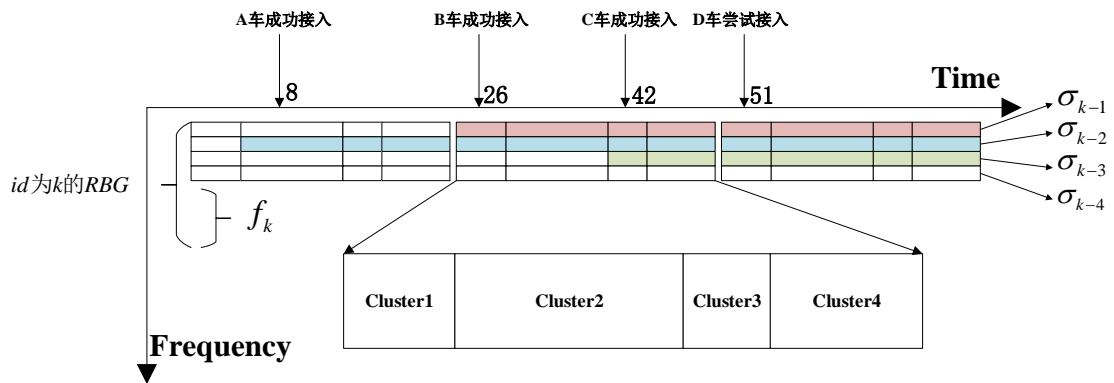 A车成功接入
B车成功接入
C车成功接入
D车尝试接入
Time
8
26
42
51
σk−1
σk−2
σk−3
σk−4
id为k的RBG
fk
Cluster1
Cluster2
Cluster3
Cluster4
Frequency